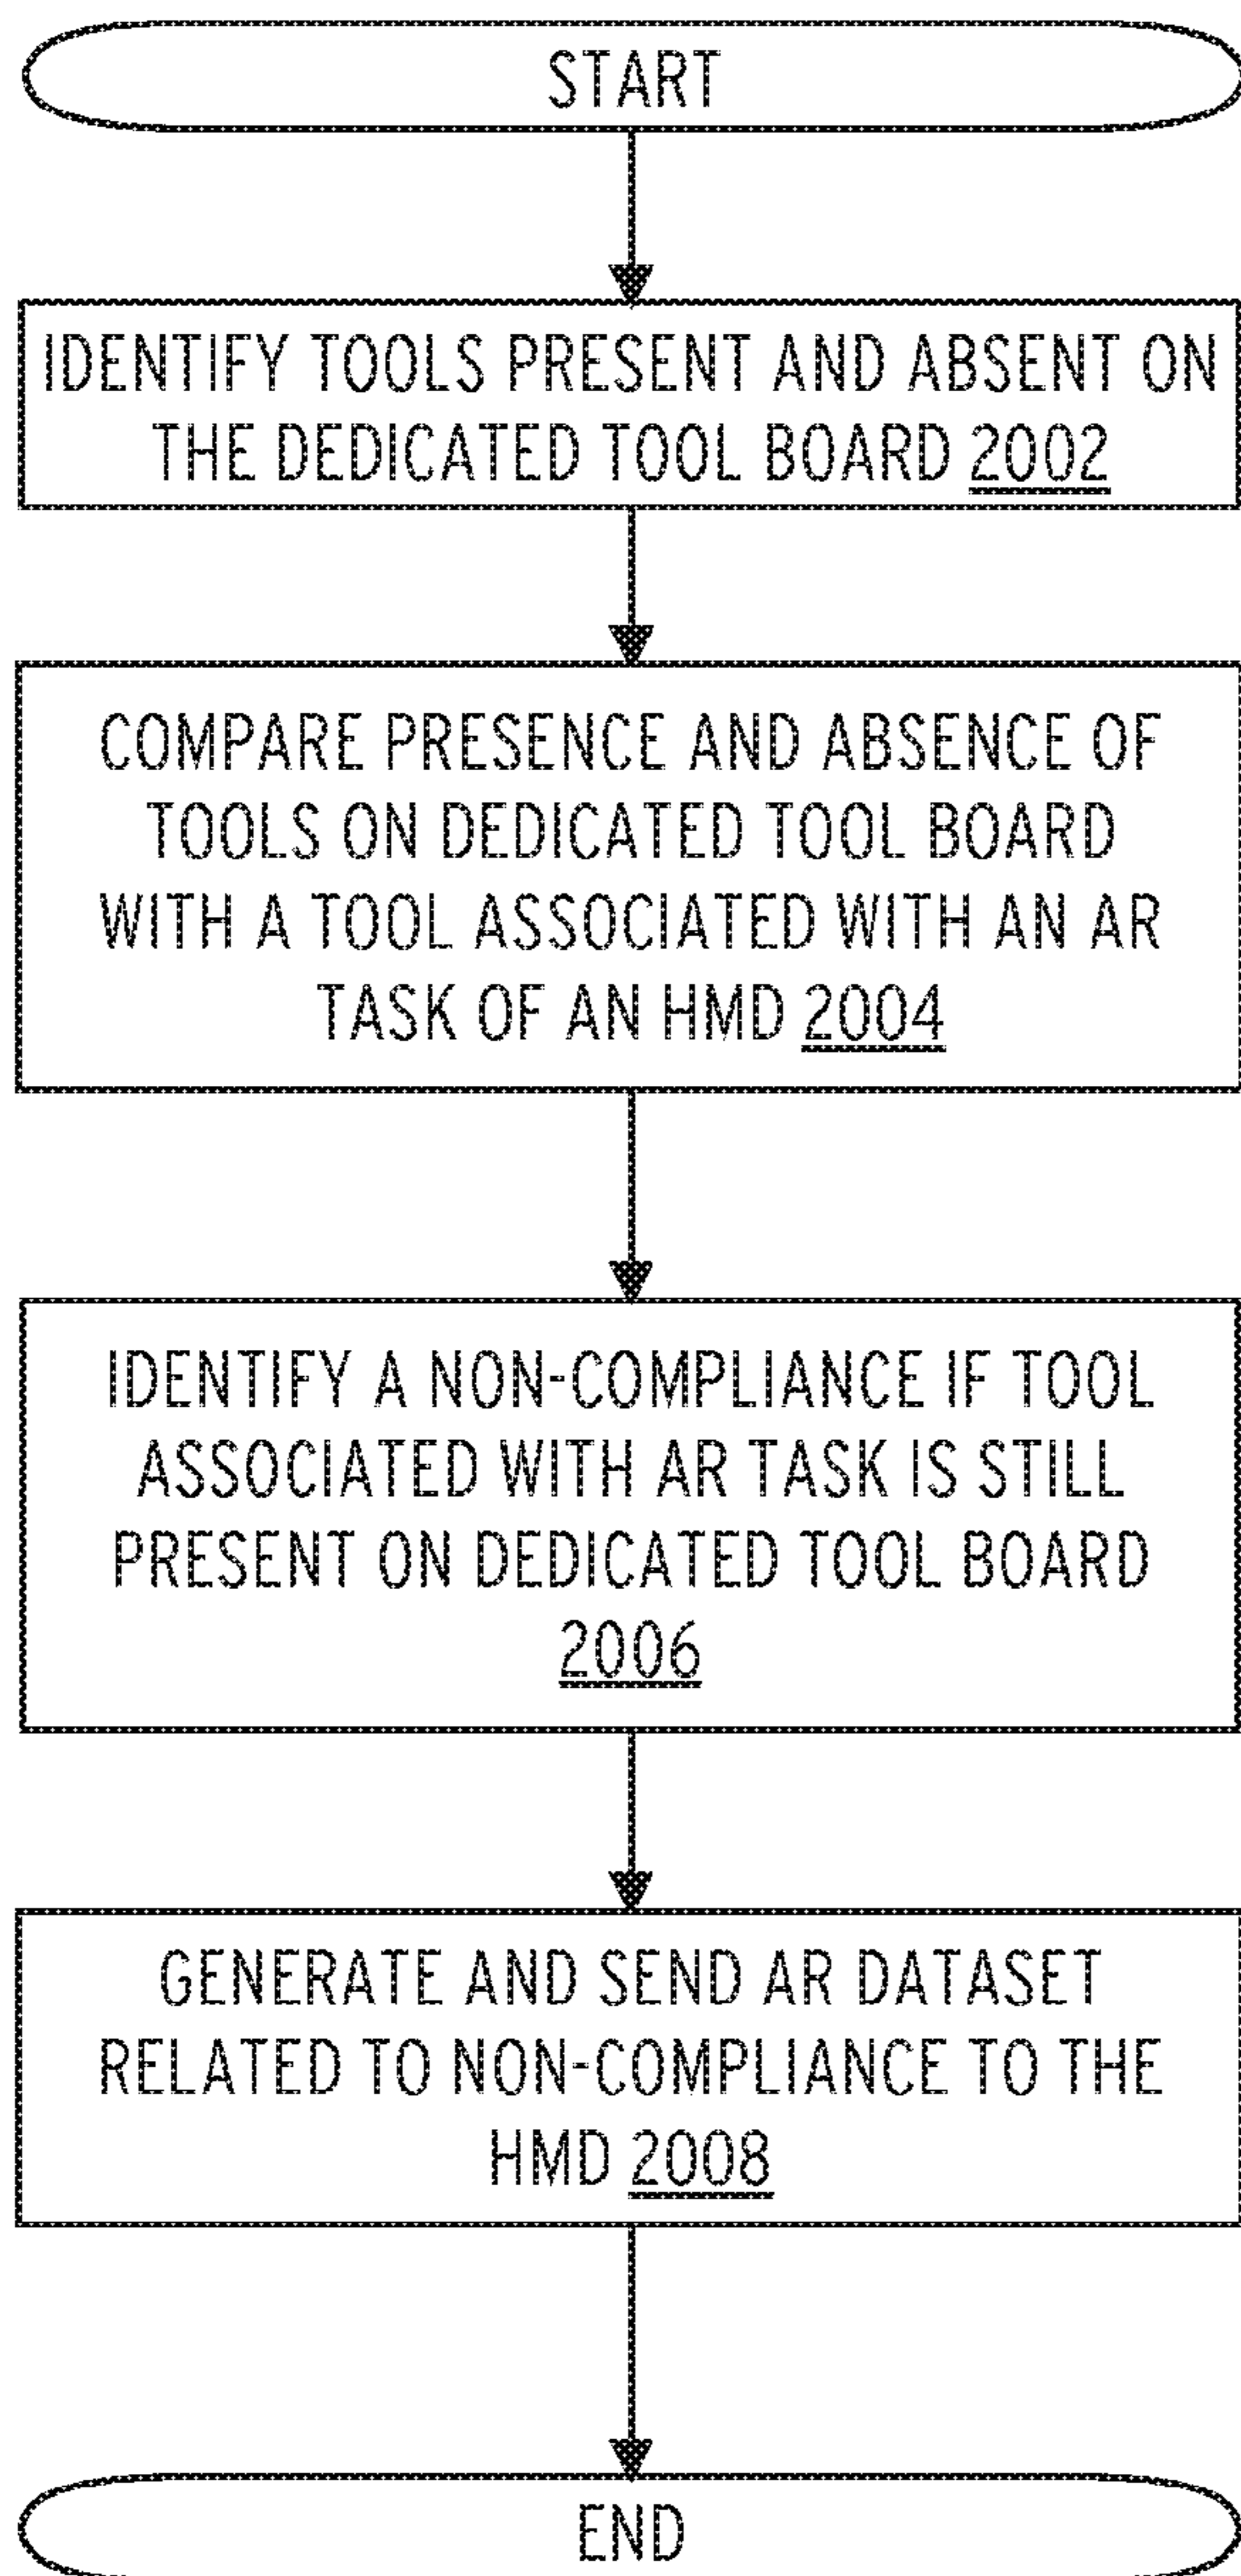 START
IDENTIFY TOOLS PRESENT AND ABSENT ON
THE DEDICATED TOOL BOARD 2002
COMPARE PRESENCE AND ABSENCE OF
TOOLS ON DEDICATED TOOL BOARD
WITH A TOOL ASSOCIATED WITH AN AR
TASK OF AN HMD 2004
IDENTIFY A NON-COMPLIANCE IF TOOL
ASSOCIATED WITH AR TASK IS STILL
PRESENT ON DEDICATED TOOL BOARD
2006
GENERATE AND SEND AR DATASET
RELATED TO NON-COMPLIANCE TO THE
HMD 2008
END